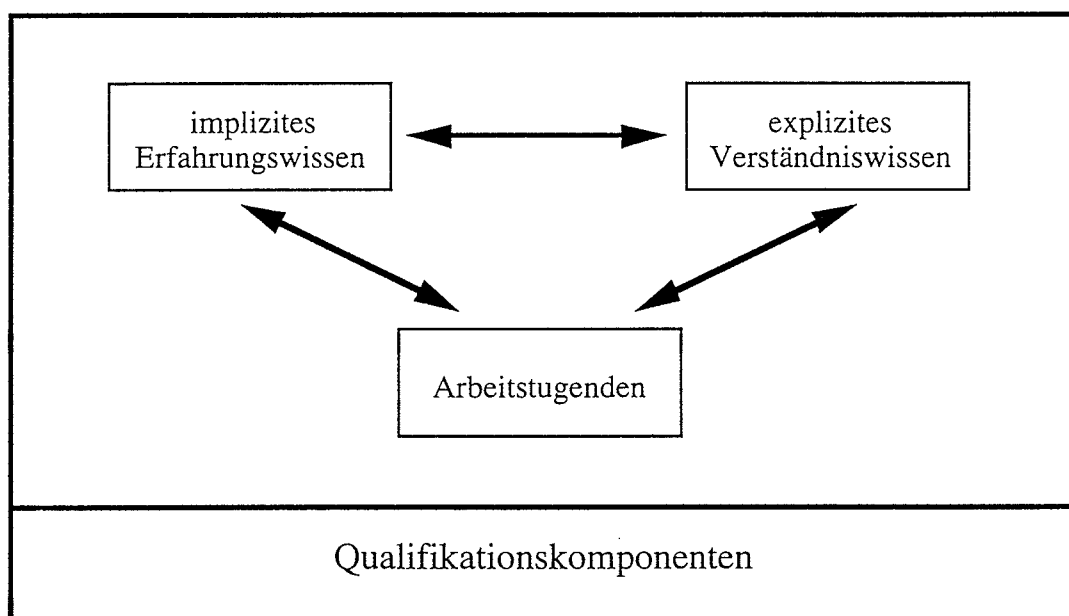 implizites
Erfahrungswissen
explizites
Verständniswissen
Arbeitstugenden
Qualifikationskomponenten